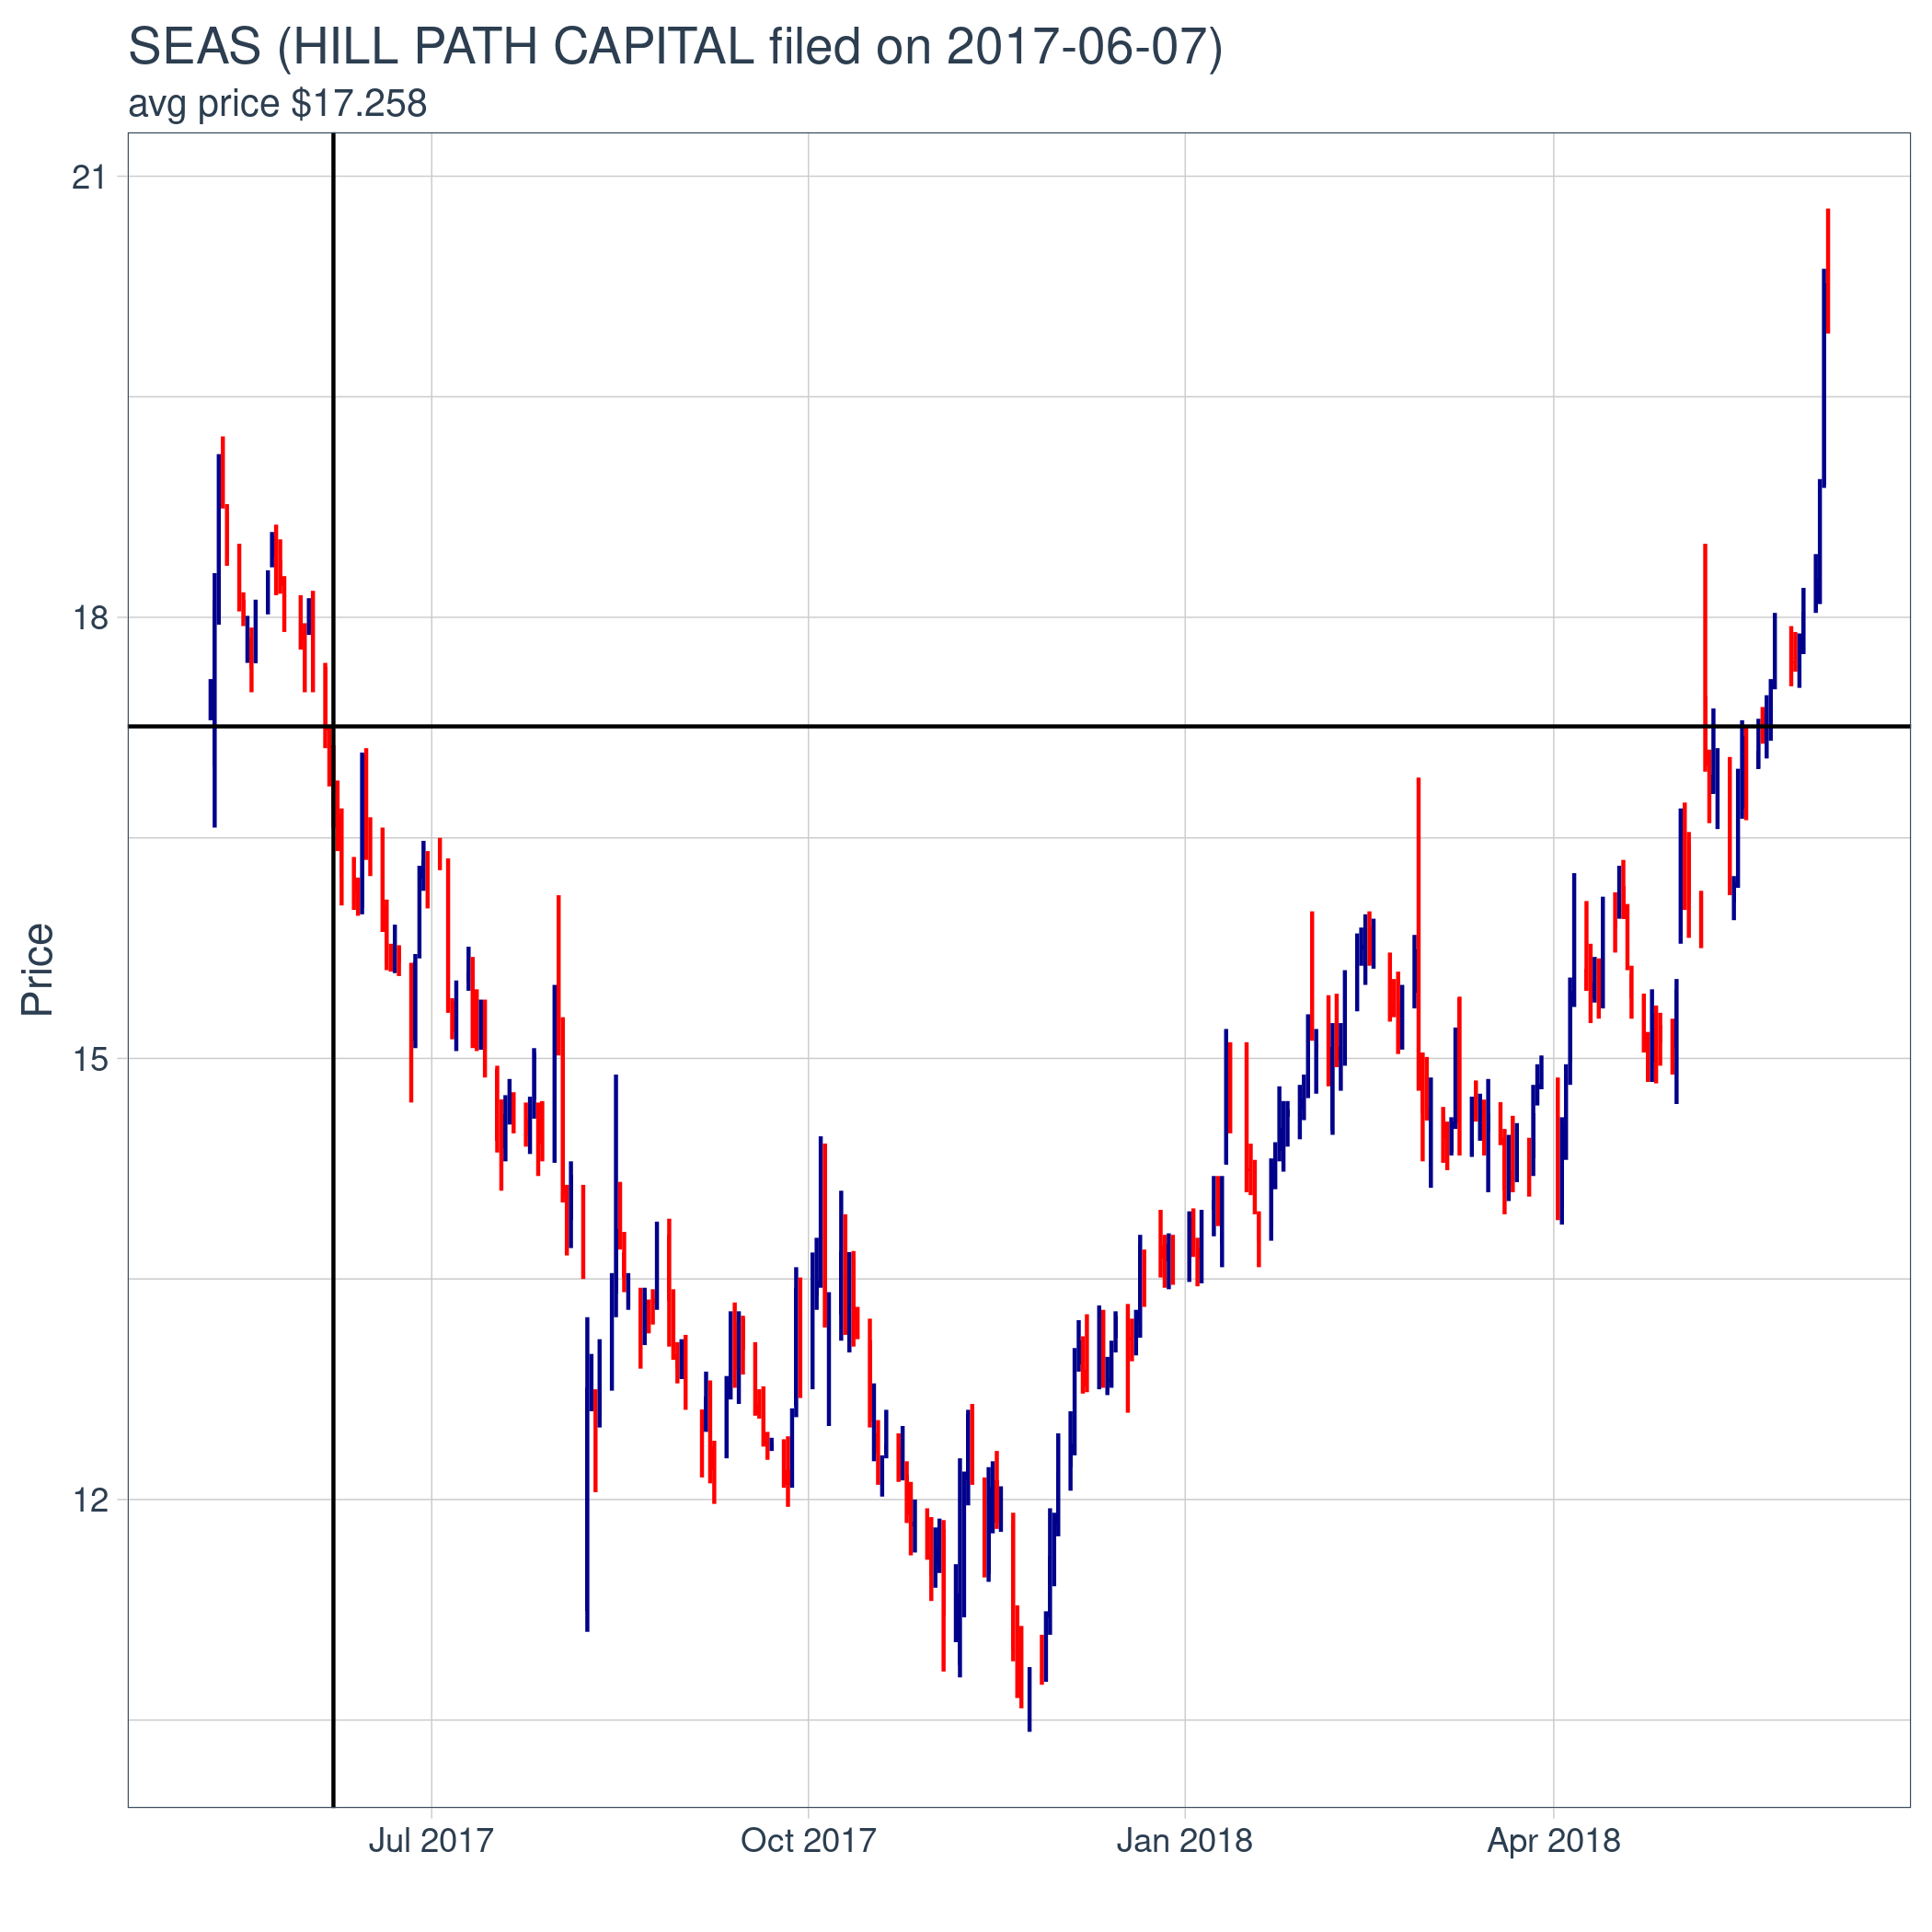 SEAS (HILL PATH CAPITAL filed on 2017-06-07)
avg price $17.258
21
18
15
12
Price
Jul 2017
Oct 2017
Jan 2018
Apr 2018